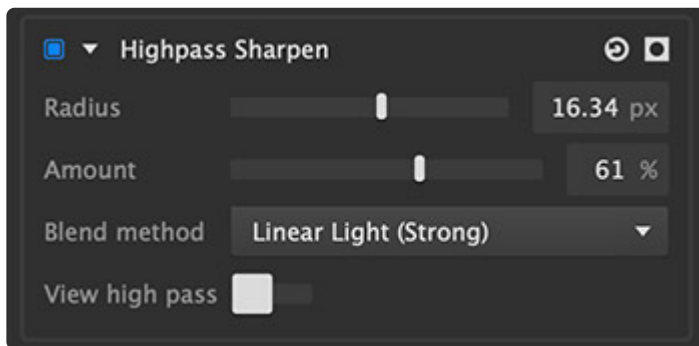 Highpass Sharpen
Radius 16.34 px
Amount 61 %
Blend method Linear Light (Strong)
View high pass